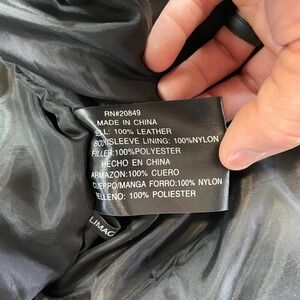 RN#20849
MADE IN CHINA
ELL: 100% LEATHER
BODY/SLEEVE LINING: 100%NYLON
FILLER:100%POLYESTER
HECHO EN CHINA
ARMAZON:100% CUERO
CUERPO/MANGA FORRO:100% NYLON
RELLENO: 100% POLIESTER